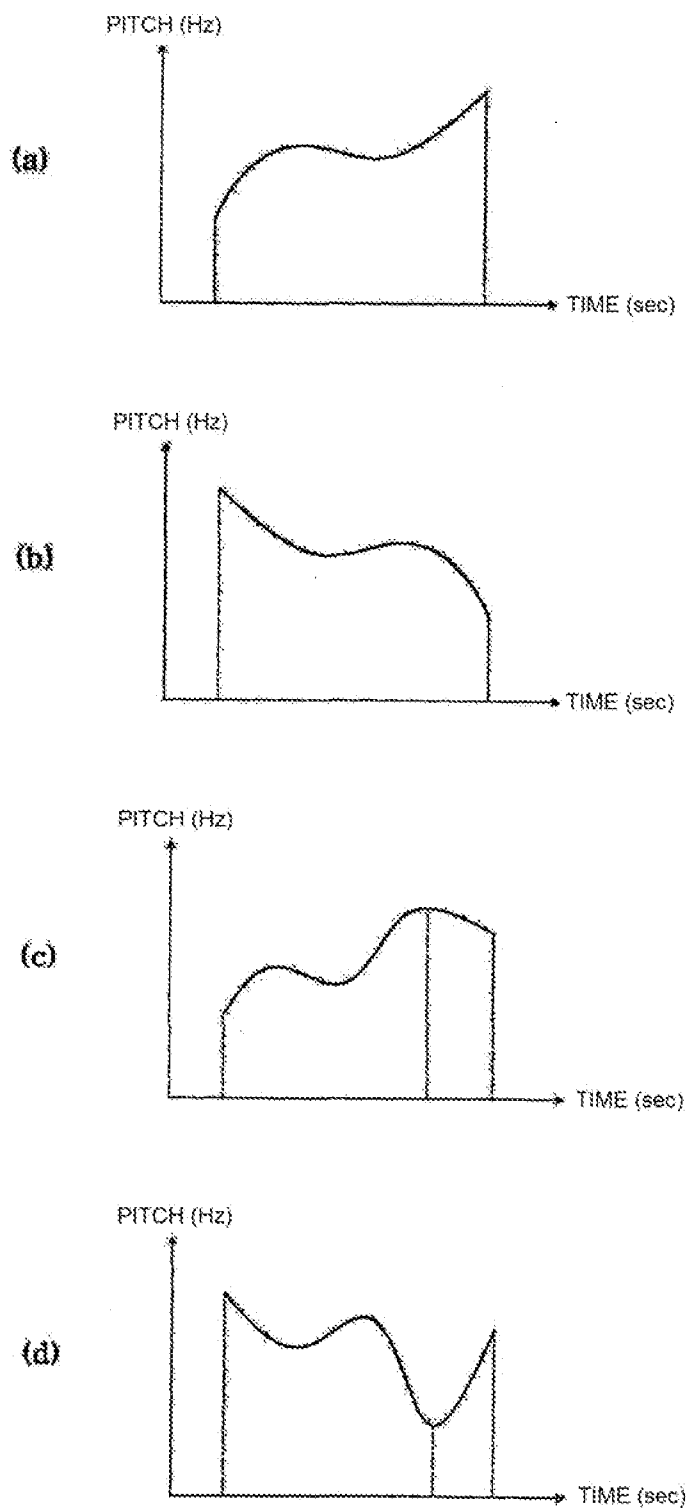 PITCH (Hz)
(a)
TIME (sec)
PITCH (Hz)
(b)
TIME (sec)
PITCH (Hz)
(c)
TIME (sec)
PITCH (Hz)
(d)
TIME (sec)